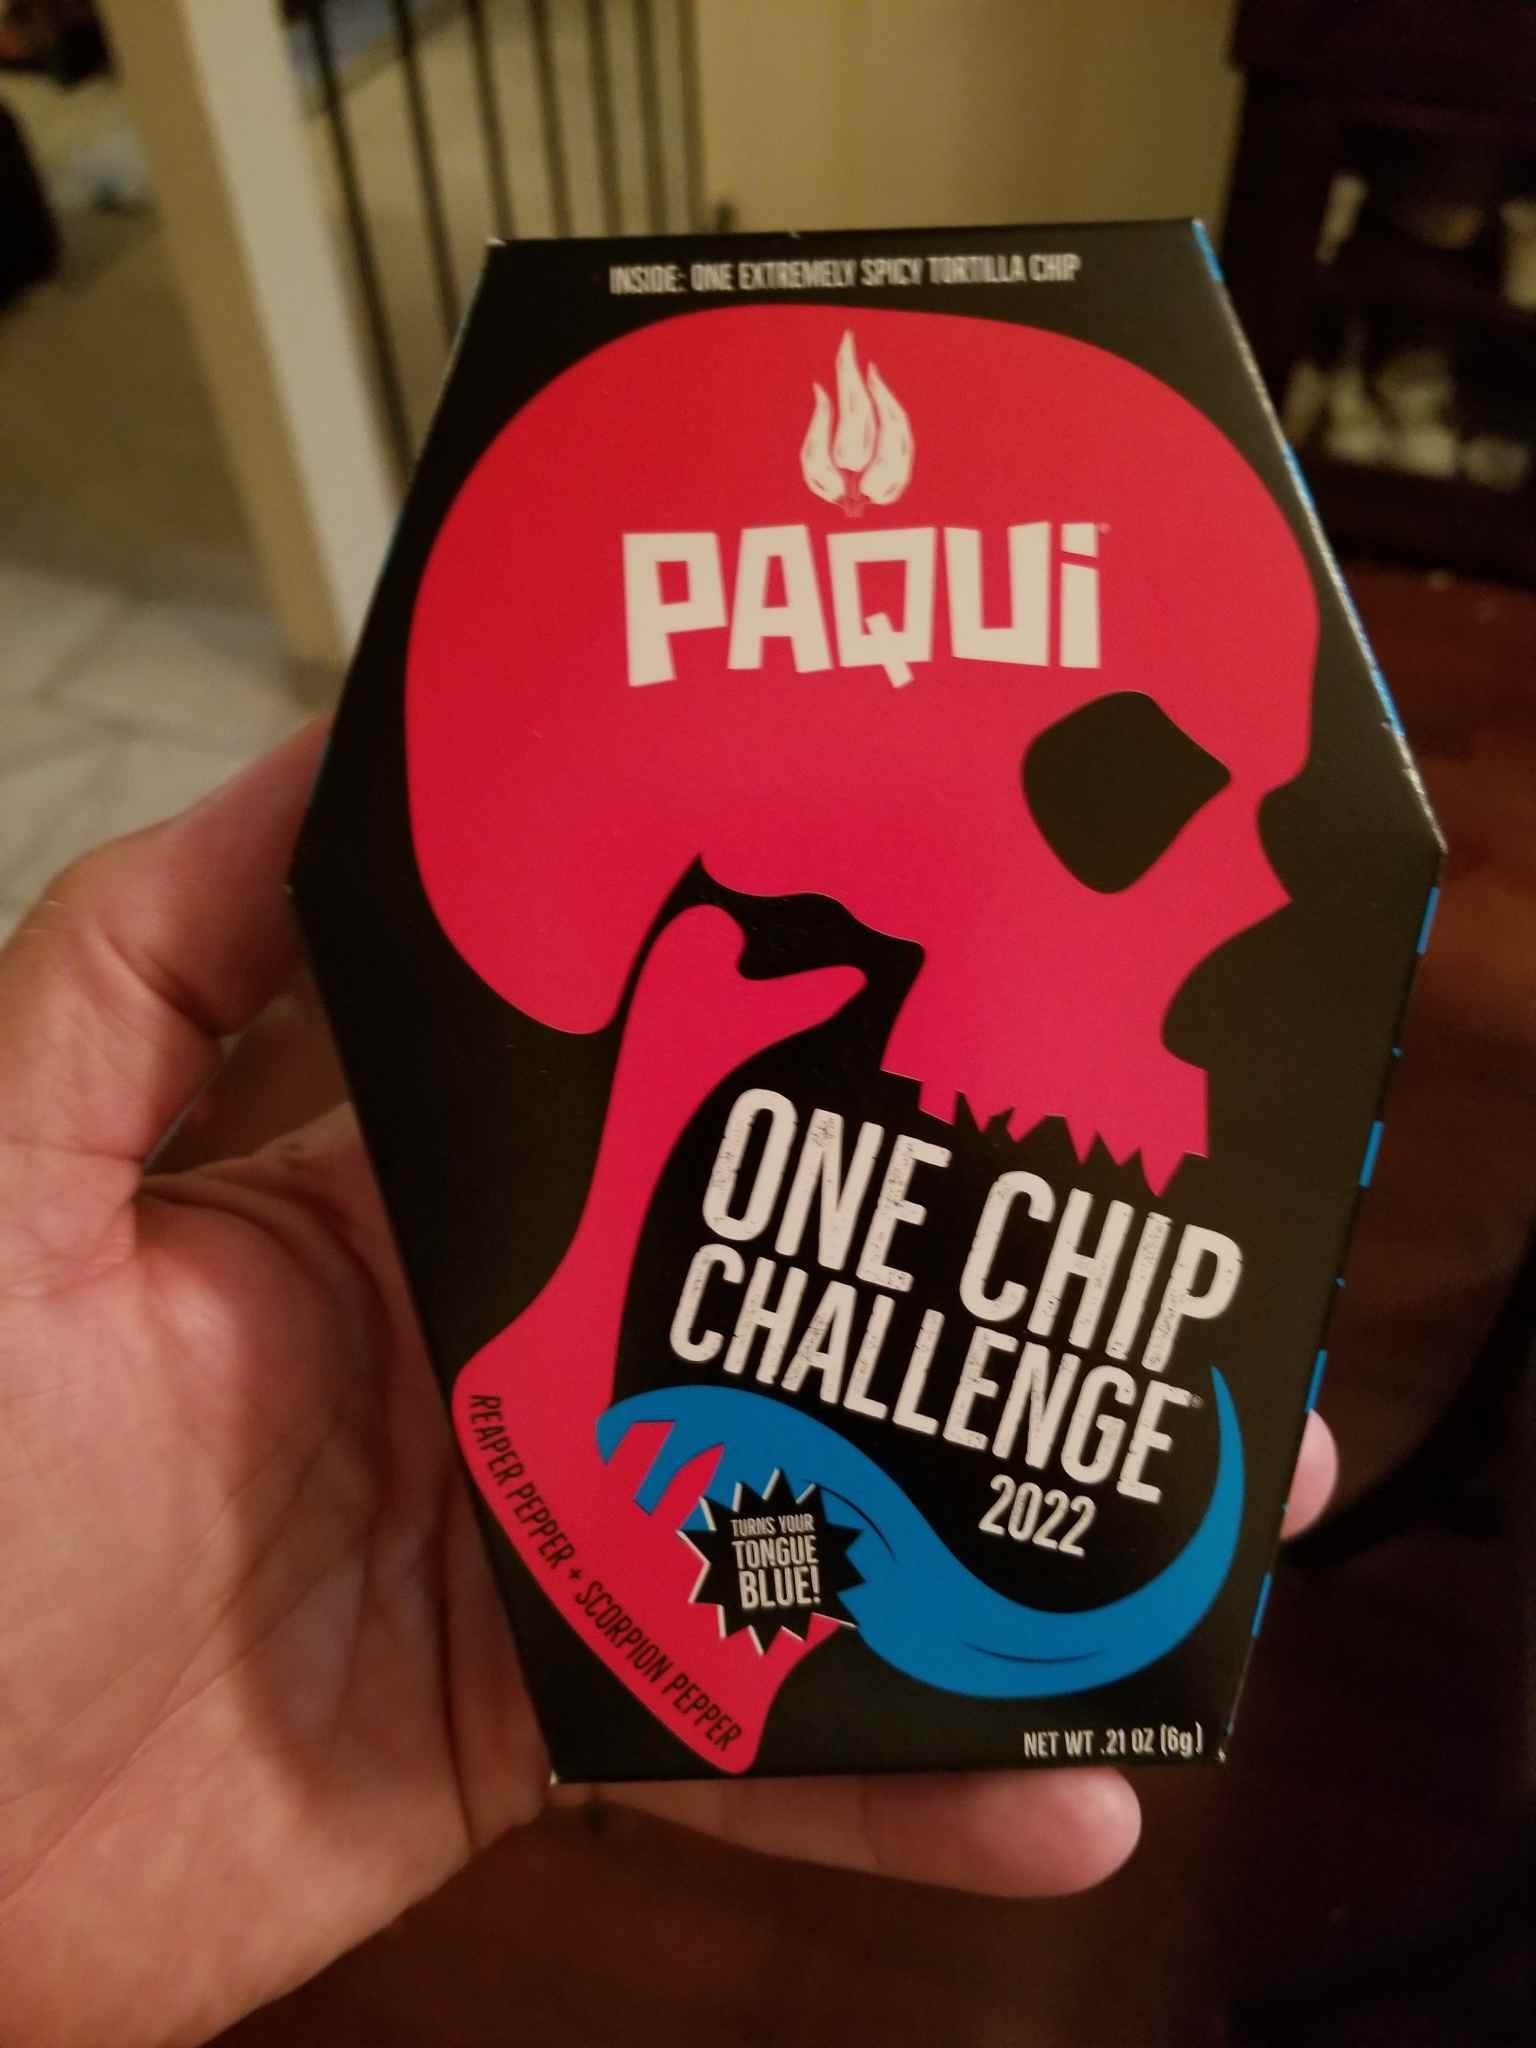 INSIDE: ONE EXTREMELY SPICY TORTILLA CHIP
PAQUI®
ONE CHIP
CHALLENGE®
2022
TURNS YOUR
TONGUE
BLUE!
REAPER PEPPER + SCORPION PEPPER
NET WT .21 OZ (6g)